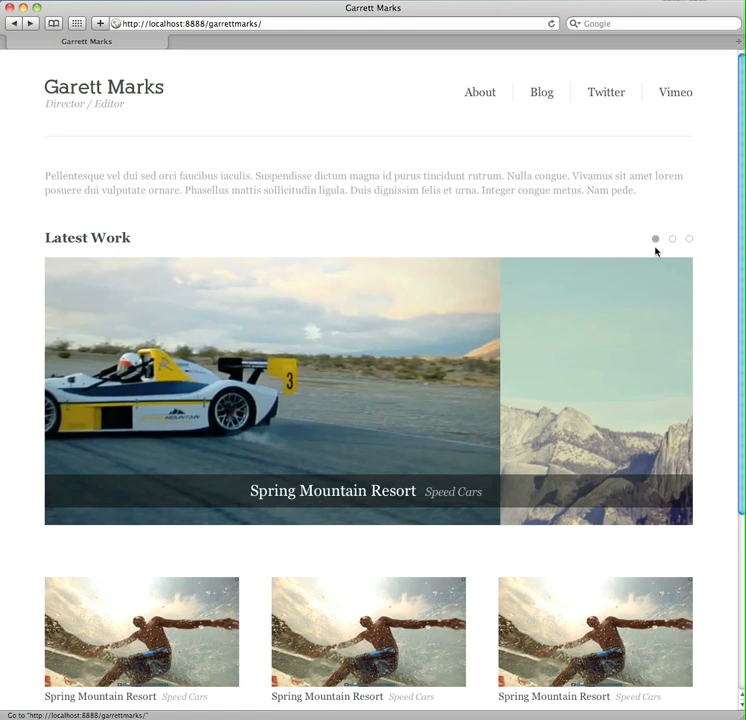 Garrett Marks
http://localhost:8888/garrettmarks/
Google
Garrett Marks
Garett Marks
Director / Editor
About
Blog
Twitter
Vimeo
Pellentesque vel dui sed orci faucibus iaculis. Suspendisse dictum magna id purus tincidunt rutrum. Nulla congue. Vivamus sit amet lorem
posuere dui vulputate ornare. Phasellus mattis sollicitudin ligula. Duis dignissim felis et urna. Integer congue metus. Nam pede.
Latest Work
3
Spring Mountain Resort Speed Cars
Spring Mountain Resort Speed Cars
Spring Mountain Resort Speed Cars
Spring Mountain Resort Speed Cars
Go to "http://localhost:8888/garrettmarks/"